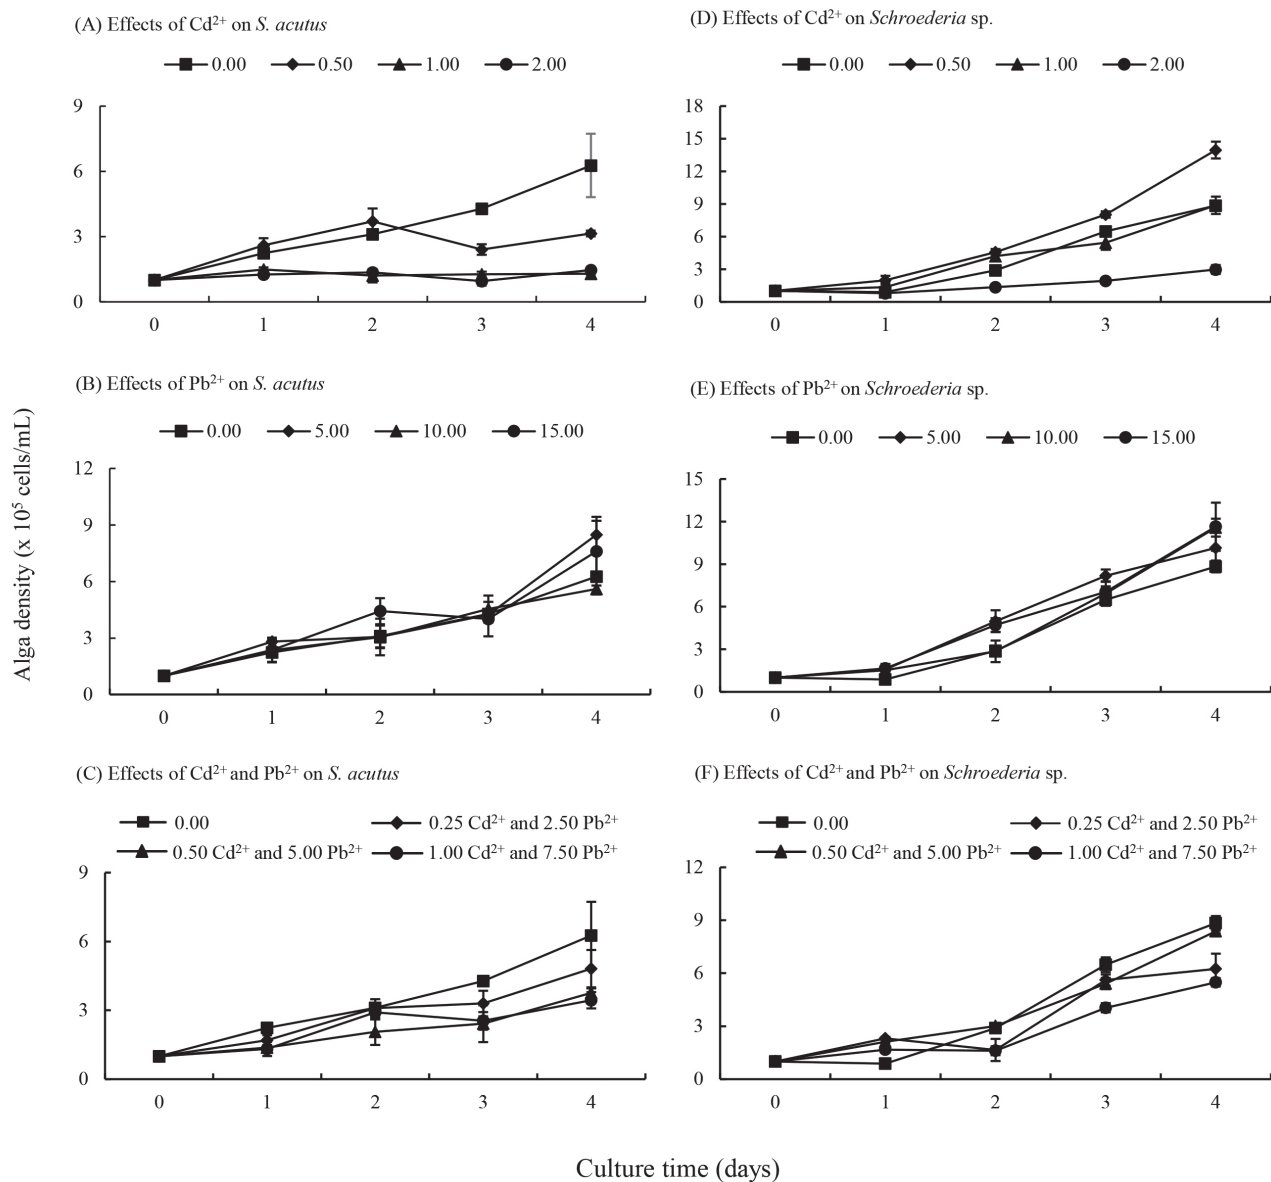 (A) Effects of Cd²⁺ on S. acutus
0.00 0.50 1.00 2.00
9
6
3
0
0 1 2 3 4
(B) Effects of Pb²⁺ on S. acutus
0.00 5.00 10.00 15.00
12
9
6
3
0
0 1 2 3 4
(C) Effects of Cd²⁺ and Pb²⁺ on S. acutus
0.00 0.25 Cd²⁺ and 2.50 Pb²⁺
0.50 Cd²⁺ and 5.00 Pb²⁺ 1.00 Cd²⁺ and 7.50 Pb²⁺
9
6
3
0
0 1 2 3 4
(D) Effects of Cd²⁺ on Schroederia sp.
0.00 0.50 1.00 2.00
18
15
12
9
6
3
0
0 1 2 3 4
(E) Effects of Pb²⁺ on Schroederia sp.
0.00 5.00 10.00 15.00
15
12
9
6
3
0
0 1 2 3 4
(F) Effects of Cd²⁺ and Pb²⁺ on Schroederia sp.
0.00 0.25 Cd²⁺ and 2.50 Pb²⁺
0.50 Cd²⁺ and 5.00 Pb²⁺ 1.00 Cd²⁺ and 7.50 Pb²⁺
12
9
6
3
0
0 1 2 3 4
Alga density (x 10⁵ cells/mL)
Culture time (days)